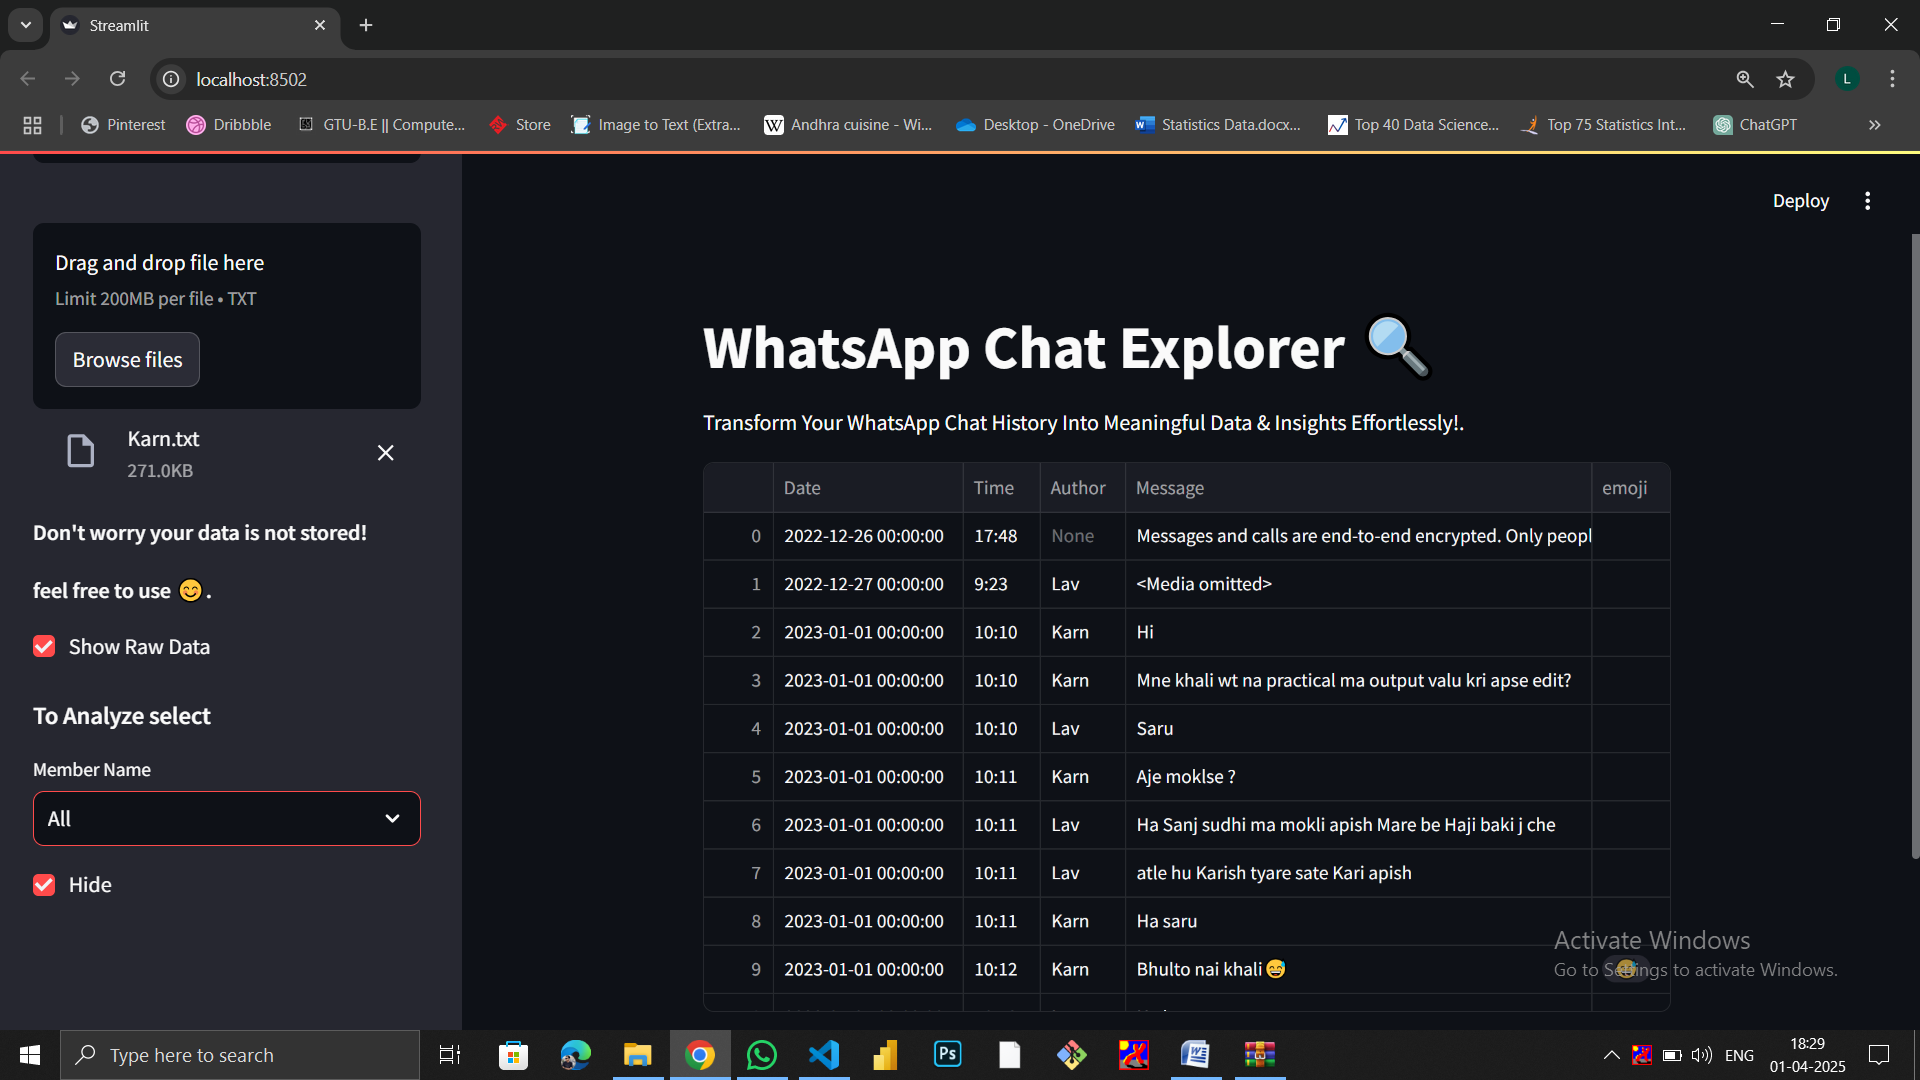 Streamlit
localhost:8502
L
Pinterest
Dribbble
GTU-B.E || Compute...
Store
Image to Text (Extra...
Andhra cuisine - Wi...
Desktop - OneDrive
Statistics Data.docx...
Top 40 Data Science...
Top 75 Statistics Int...
ChatGPT
Deploy
Drag and drop file here
Limit 200MB per file • TXT
Browse files
Karn.txt
271.0KB
Don't worry your data is not stored!
feel free to use 😊 .
Show Raw Data
To Analyze select
Member Name
All
Hide
WhatsApp Chat Explorer 🔍
Transform Your WhatsApp Chat History Into Meaningful Data & Insights Effortlessly!.
Date Time Author Message emoji
0 2022-12-26 00:00:00 17:48 None Messages and calls are end-to-end encrypted. Only peopl
1 2022-12-27 00:00:00 9:23 Lav <Media omitted>
2 2023-01-01 00:00:00 10:10 Karn Hi
3 2023-01-01 00:00:00 10:10 Karn Mne khali wt na practical ma output valu kri apse edit?
4 2023-01-01 00:00:00 10:10 Lav Saru
5 2023-01-01 00:00:00 10:11 Karn Aje moklse ?
6 2023-01-01 00:00:00 10:11 Lav Ha Sanj sudhi ma mokli apish Mare be Haji baki j che
7 2023-01-01 00:00:00 10:11 Lav atle hu Karish tyare sate Kari apish
8 2023-01-01 00:00:00 10:11 Karn Ha saru
9 2023-01-01 00:00:00 10:12 Karn Bhulto nai khali 😅 😅
Activate Windows
Go to Settings to activate Windows.
Type here to search
Ps
ENG
18:29
01-04-2025